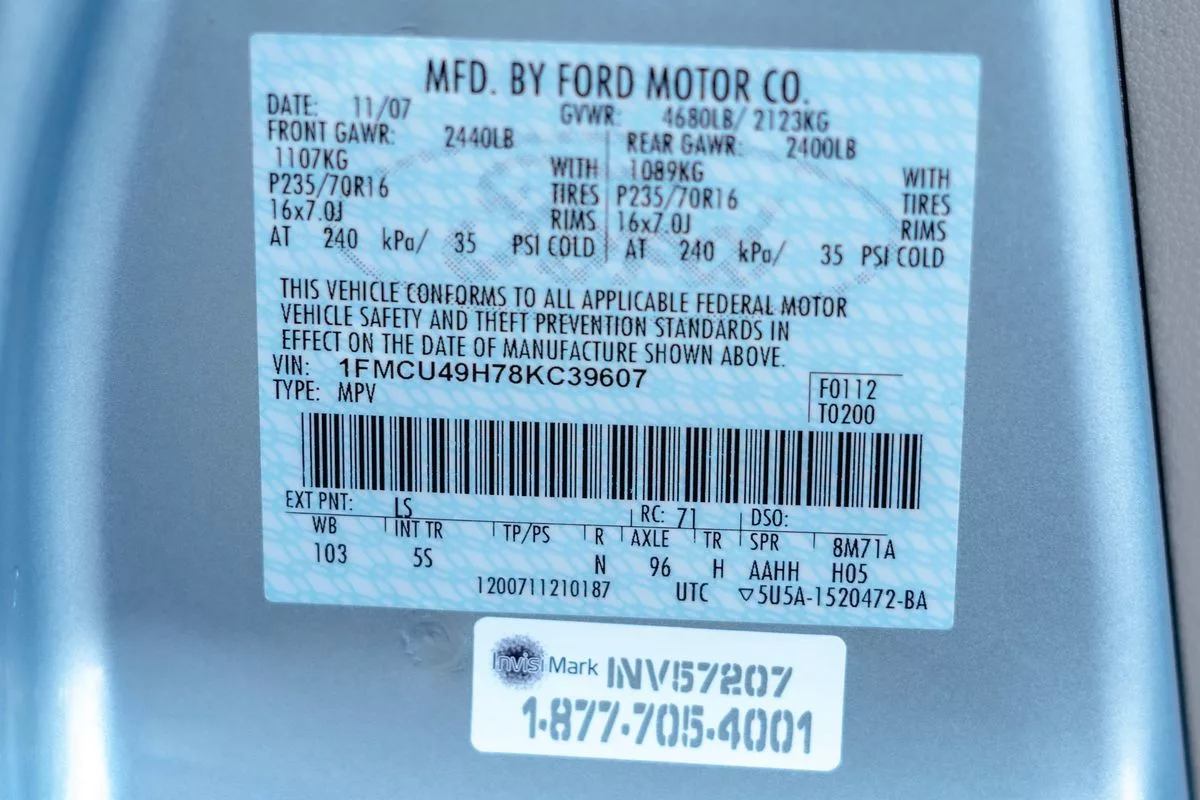 MFD. BY FORD MOTOR CO.
DATE: 11/07 GVWR: 4680LB/ 2123KG
FRONT GAWR: 2440LB REAR GAWR: 2400LB
1107KG WITH 1089KG WITH
P235/70R16 TIRES P235/70R16 TIRES
16x7.0J RIMS 16x7.0J RIMS
AT 240 kPa/ 35 PSI COLD AT 240 kPa/ 35 PSI COLD
THIS VEHICLE CONFORMS TO ALL APPLICABLE FEDERAL MOTOR
VEHICLE SAFETY AND THEFT PREVENTION STANDARDS IN
EFFECT ON THE DATE OF MANUFACTURE SHOWN ABOVE.
VIN: 1FMCU49H78KC39607
TYPE: MPV
F0112
T0200
EXT PNT: LS RC: 71 DSO:
WB INT TR TP/PS R AXLE TR SPR 8M71A
103 5S N 96 H AAHH H05
1200711210187 UTC ▽5U5A-1520472-BA
InvisiMark INV57207
1-877-705-4001